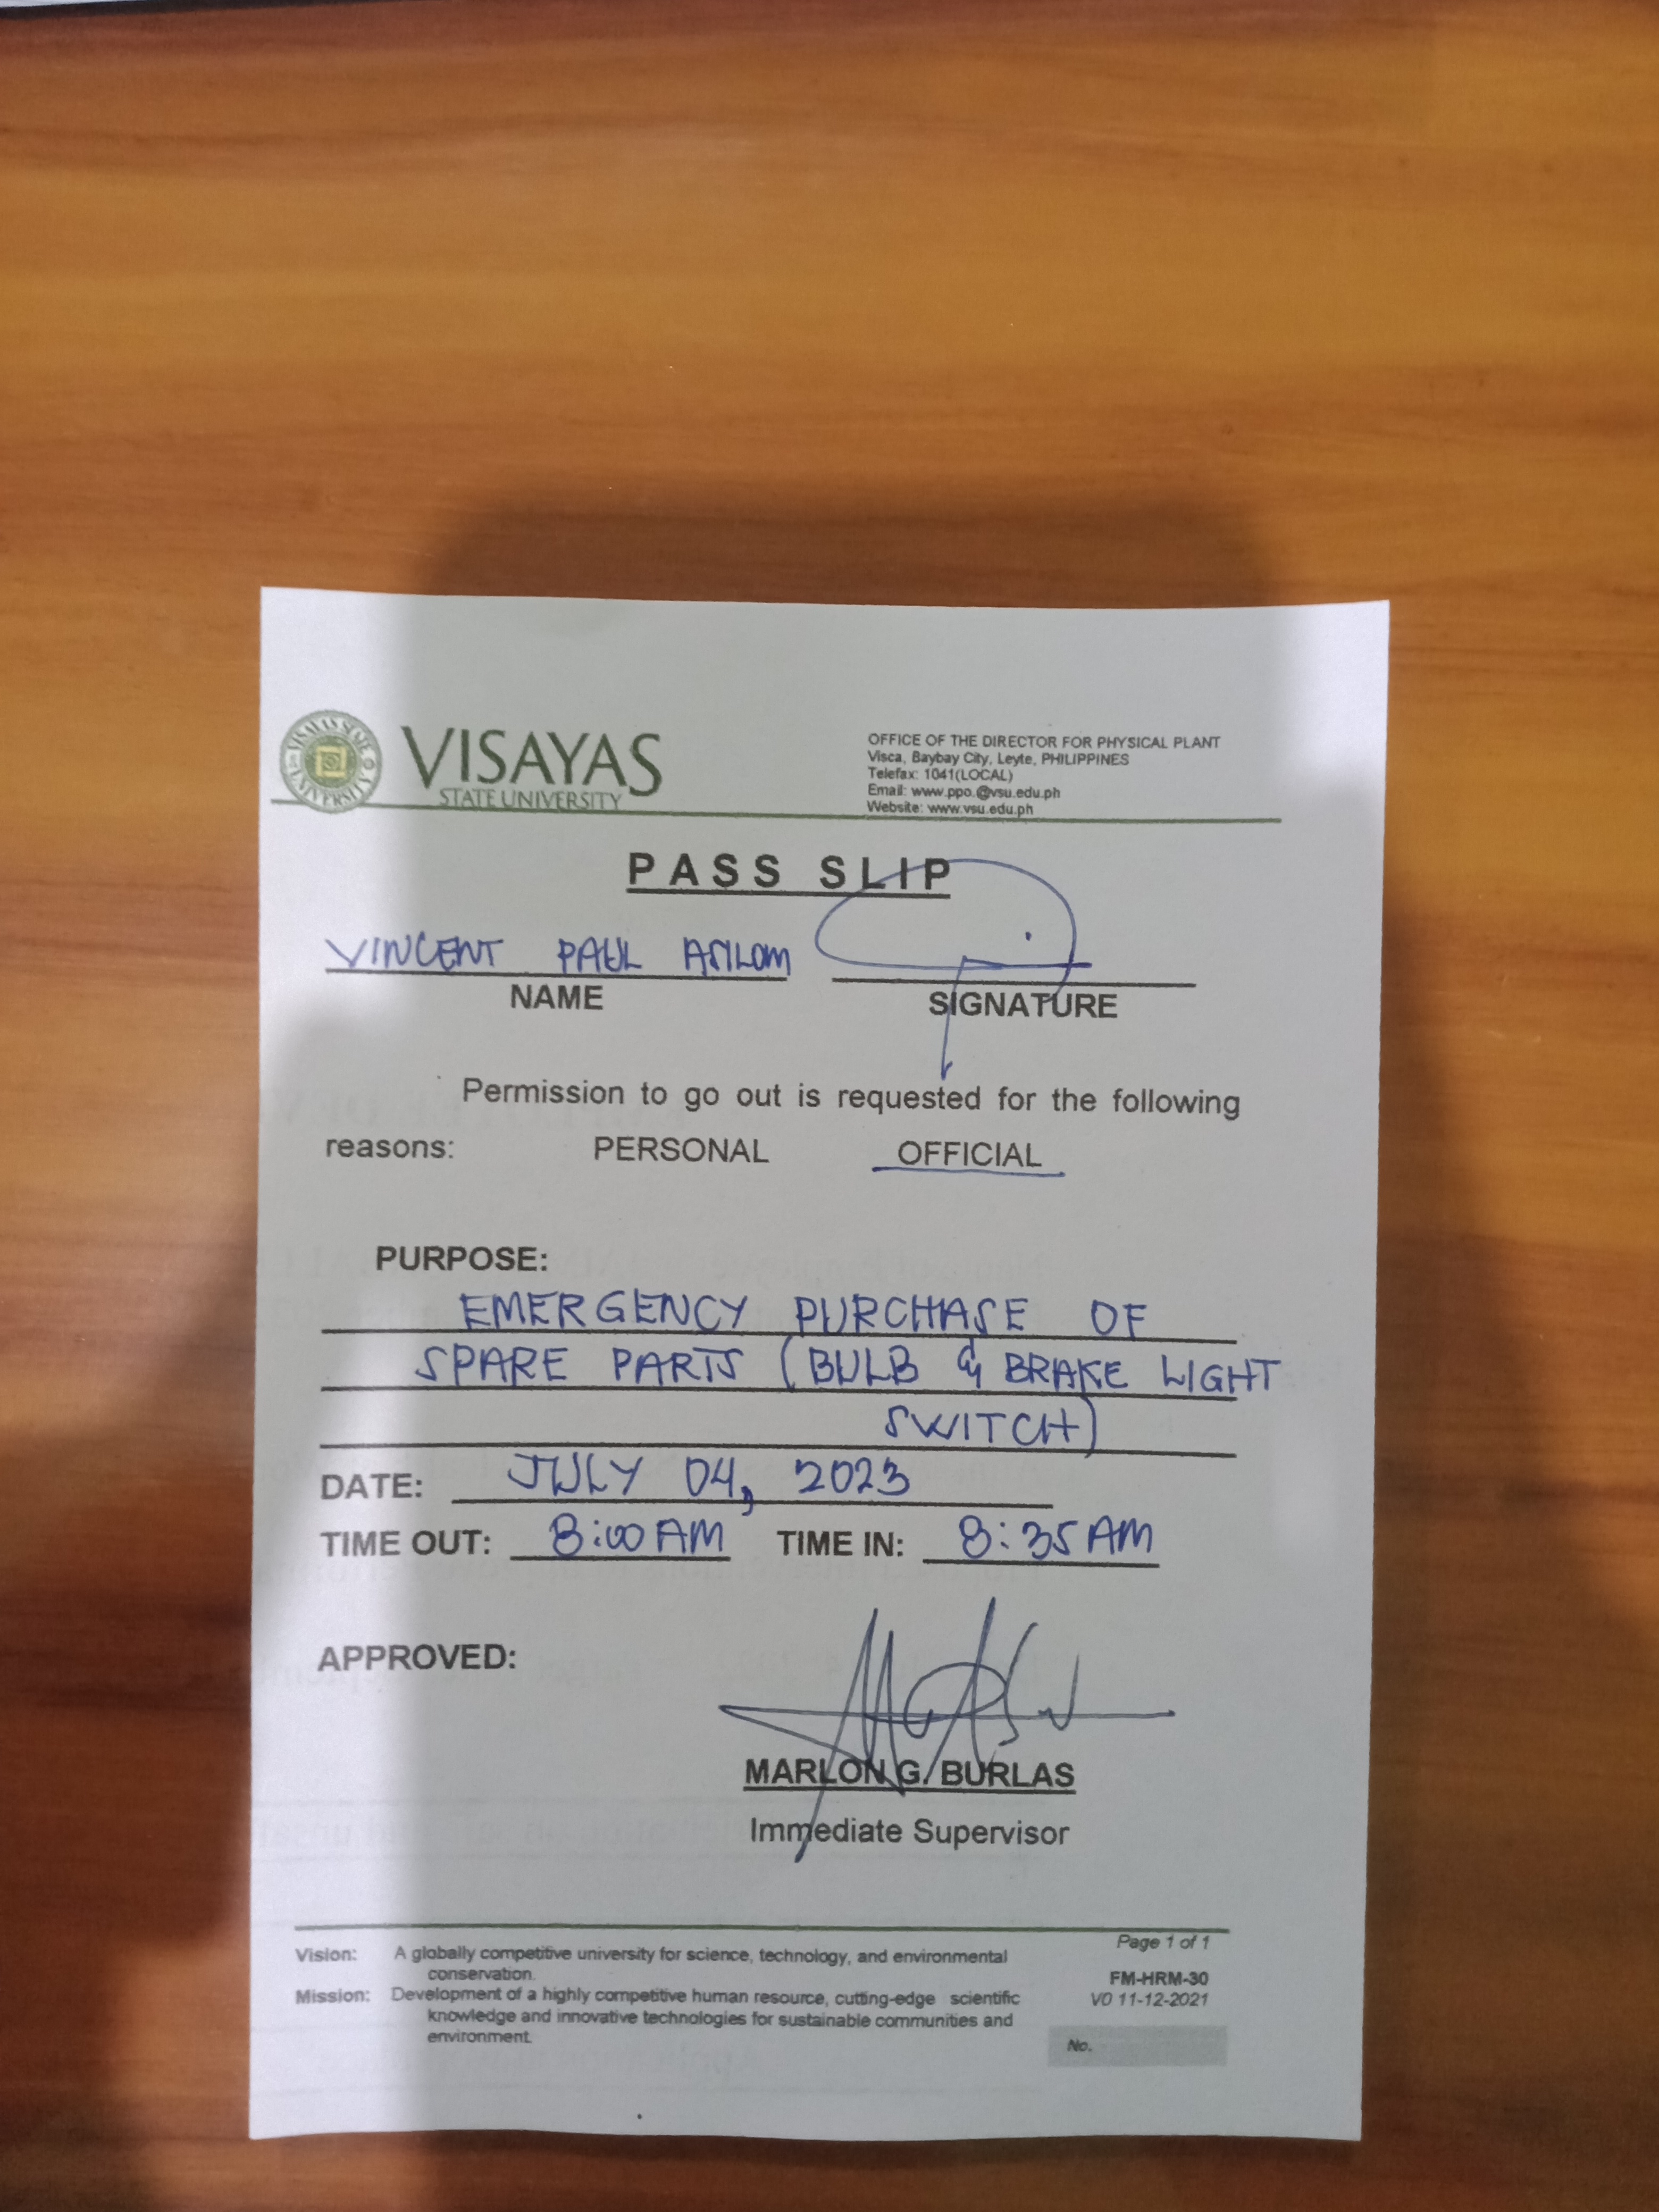 VISAYAS
STATE UNIVERSITY
OFFICE OF THE DIRECTOR FOR PHYSICAL PLANT
Visca, Baybay City, Leyte, PHILIPPINES
Telefax: 1041(LOCAL)
Email: www.ppo.@vsu.edu.ph
Website: www.vsu.edu.ph
PASS SLIP
VINCENT PAUL
NAME
SIGNATURE
Permission to go out is requested for the following
reasons: PERSONAL OFFICIAL
PURPOSE:
EMERGENCY PURCHASE OF
SPARE PARTS (BULB & BRAKE LIGHT
SWITCH)
DATE: JULY 04, 2023
TIME OUT: 8:00 AM TIME IN: 8:35 AM
APPROVED:
MARLON G. BURLAS
Immediate Supervisor
Vision: A globally competitive university for science, technology, and environmental
conservation.
Mission: Development of a highly competitive human resource, cutting-edge scientific
knowledge and innovative technologies for sustainable communities and
environment.
Page 1 of 1
FM-HRM-30
V0 11-12-2021
No.